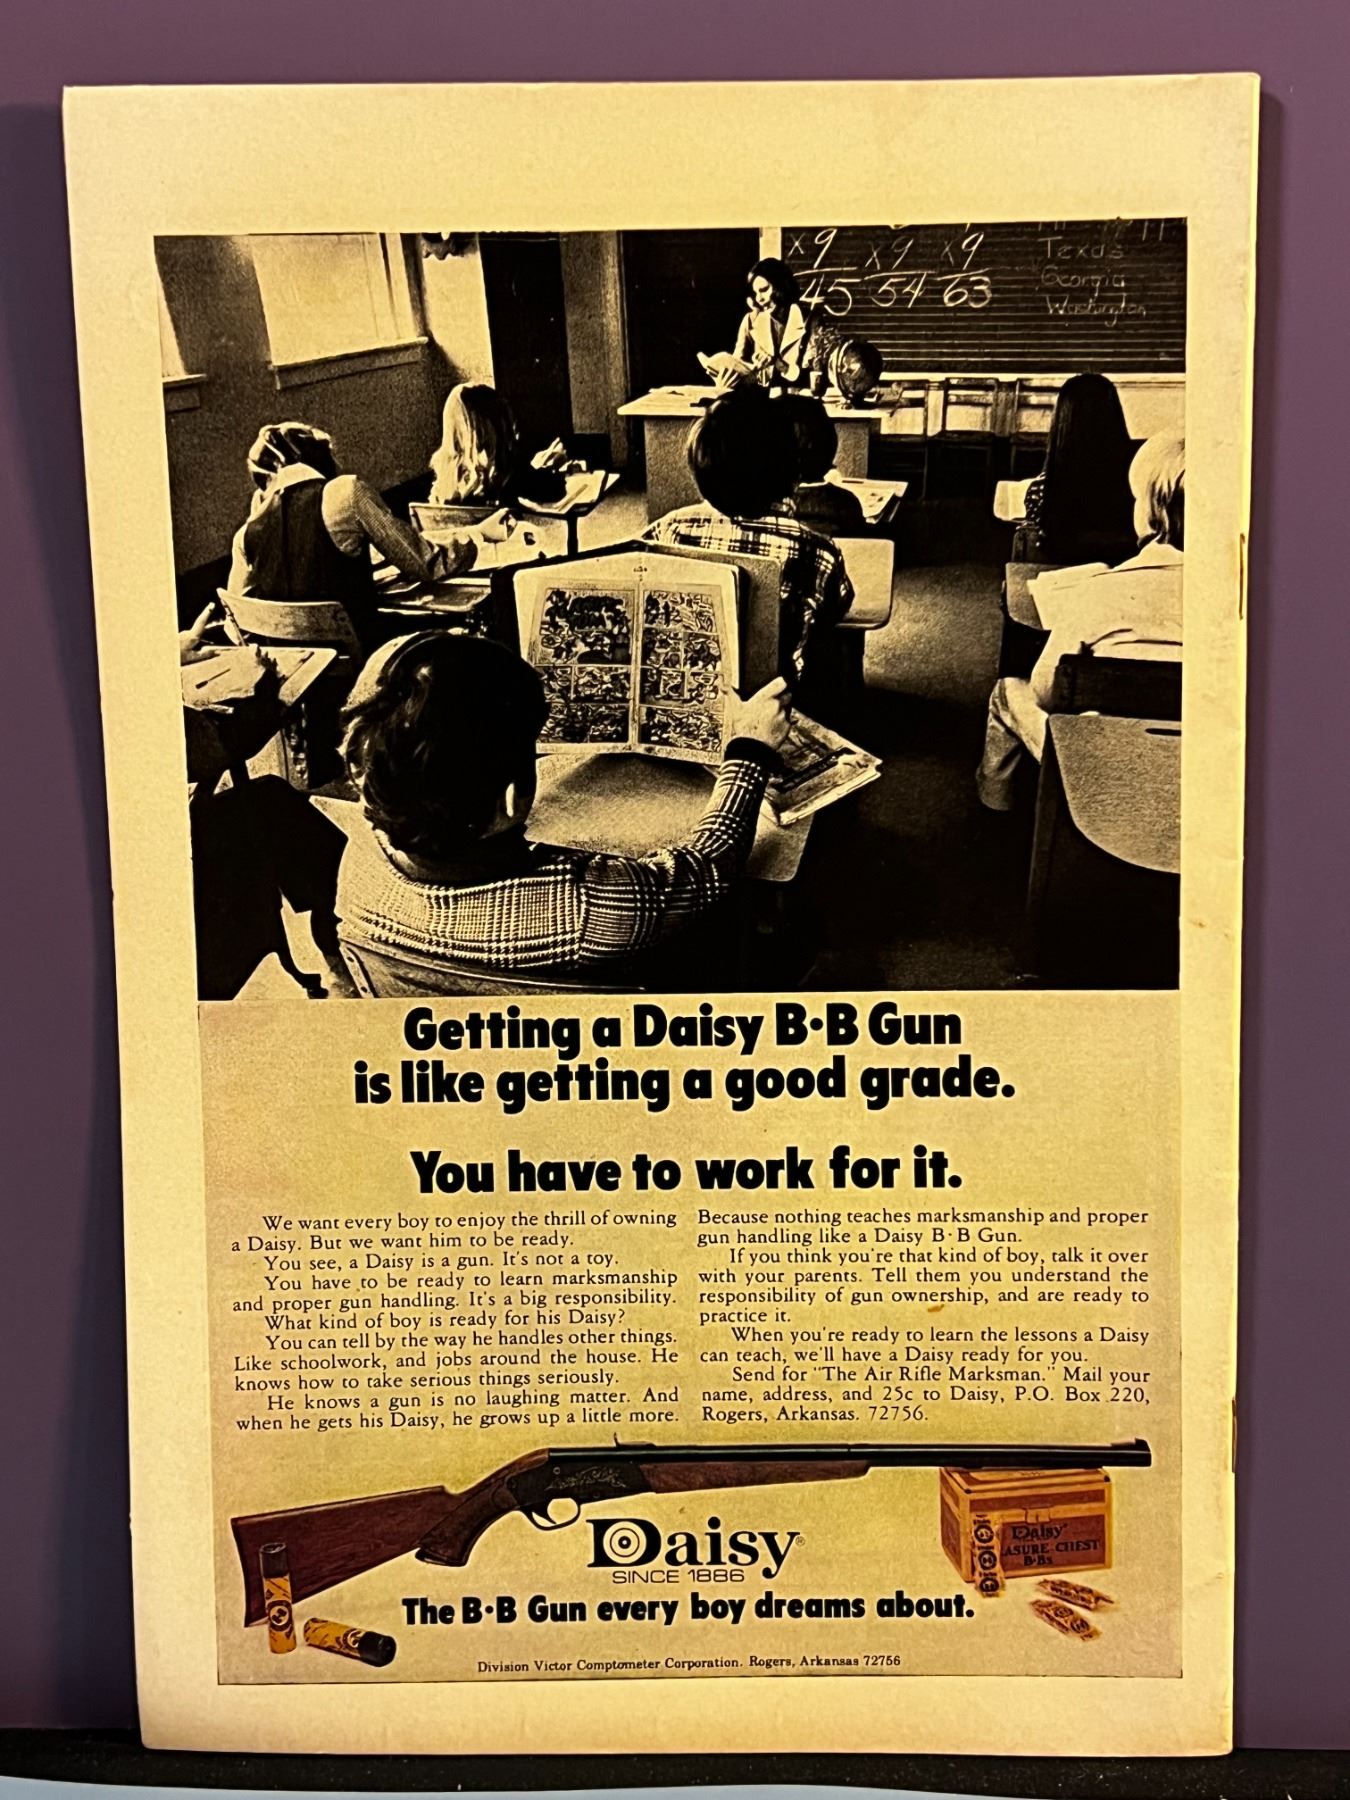 x9 x9 x9
45 54 63
Texas
Georgia
Washington
Getting a Daisy B·B Gun
is like getting a good grade.
You have to work for it.
We want every boy to enjoy the thrill of owning
a Daisy. But we want him to be ready.
You see, a Daisy is a gun. It's not a toy.
You have to be ready to learn marksmanship
and proper gun handling. It's a big responsibility.
What kind of boy is ready for his Daisy?
You can tell by the way he handles other things.
Like schoolwork, and jobs around the house. He
knows how to take serious things seriously.
He knows a gun is no laughing matter. And
when he gets his Daisy, he grows up a little more.
Because nothing teaches marksmanship and proper
gun handling like a Daisy B·B Gun.
If you think you're that kind of boy, talk it over
with your parents. Tell them you understand the
responsibility of gun ownership, and are ready to
practice it.
When you're ready to learn the lessons a Daisy
can teach, we'll have a Daisy ready for you.
Send for "The Air Rifle Marksman." Mail your
name, address, and 25c to Daisy, P.O. Box 220,
Rogers, Arkansas. 72756.
Daisy®
SINCE 1886
Daisy
ASURE CHEST
B·Bs
The B·B Gun every boy dreams about.
Division Victor Comptometer Corporation. Rogers, Arkansas 72756